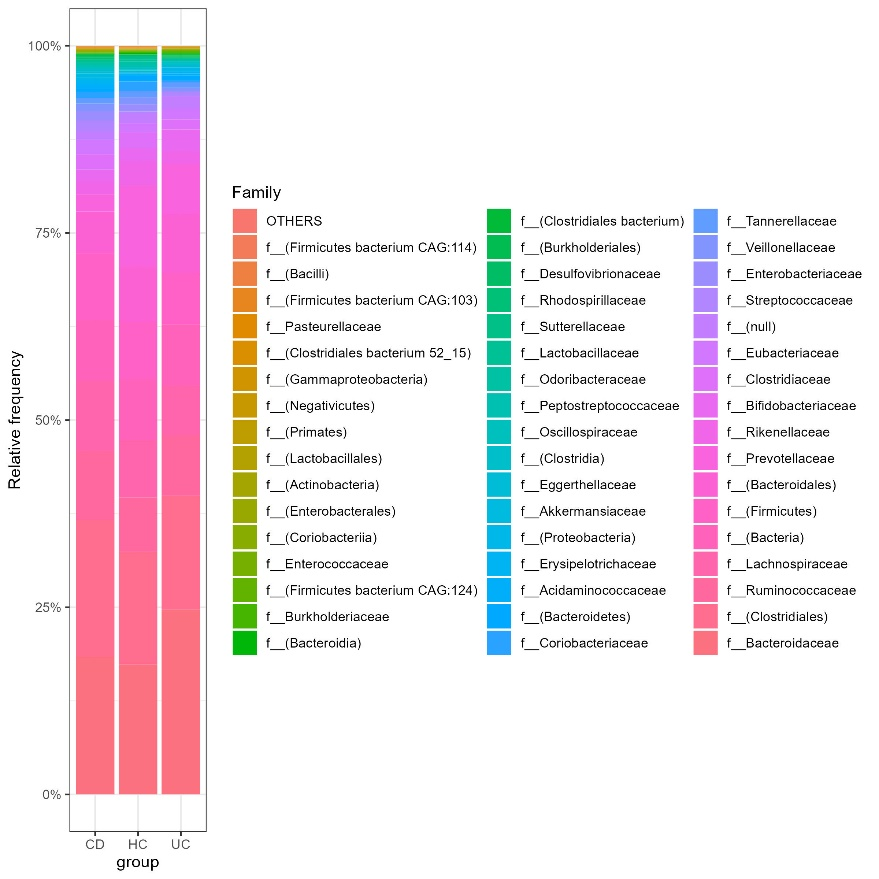 100%
75%
50%
25%
0%
Relative frequency
CD HC UC
group
Family
OTHERS
f__(Firmicutes bacterium CAG:114)
f__(Bacilli)
f__(Firmicutes bacterium CAG:103)
f__Pasteurellaceae
f__(Clostridiales bacterium 52_15)
f__(Gammaproteobacteria)
f__(Negativicutes)
f__(Primates)
f__(Lactobacillales)
f__(Actinobacteria)
f__(Enterobacterales)
f__(Coriobacteriia)
f__Enterococcaceae
f__(Firmicutes bacterium CAG:124)
f__Burkholderiaceae
f__(Bacteroidia)
f__(Clostridiales bacterium)
f__(Burkholderiales)
f__Desulfovibrionaceae
f__Rhodospirillaceae
f__Sutterellaceae
f__Lactobacillaceae
f__Odoribacteraceae
f__Peptostreptococcaceae
f__Oscillospiraceae
f__(Clostridia)
f__Eggerthellaceae
f__Akkermansiaceae
f__(Proteobacteria)
f__Erysipelotrichaceae
f__Acidaminococcaceae
f__(Bacteroidetes)
f__Coriobacteriaceae
f__Tannerellaceae
f__Veillonellaceae
f__Enterobacteriaceae
f__Streptococcaceae
f__(null)
f__Eubacteriaceae
f__Clostridiaceae
f__Bifidobacteriaceae
f__Rikenellaceae
f__Prevotellaceae
f__(Bacteroidales)
f__(Firmicutes)
f__(Bacteria)
f__Lachnospiraceae
f__Ruminococcaceae
f__(Clostridiales)
f__Bacteroidaceae